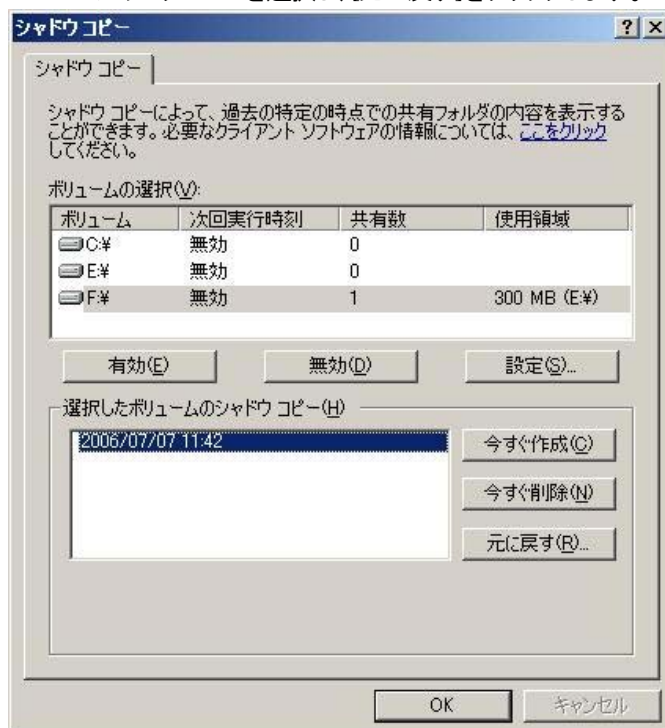 シャドウ コピー
シャドウ コピー
シャドウ コピーによって、過去の特定の時点での共有フォルダの内容を表示する
ことができます。必要なクライアント ソフトウェアの情報については、ここをクリック
してください。
ボリュームの選択(V):
ボリューム 次回実行時刻 共有数 使用領域
C:¥ 無効 0
E:¥ 無効 0
F:¥ 無効 1 300 MB (E:¥)
有効(E) 無効(D) 設定(S)...
選択したボリュームのシャドウ コピー(H)
2006/07/07 11:42
今すぐ作成(C)
今すぐ削除(N)
元に戻す(R)...
OK キャンセル